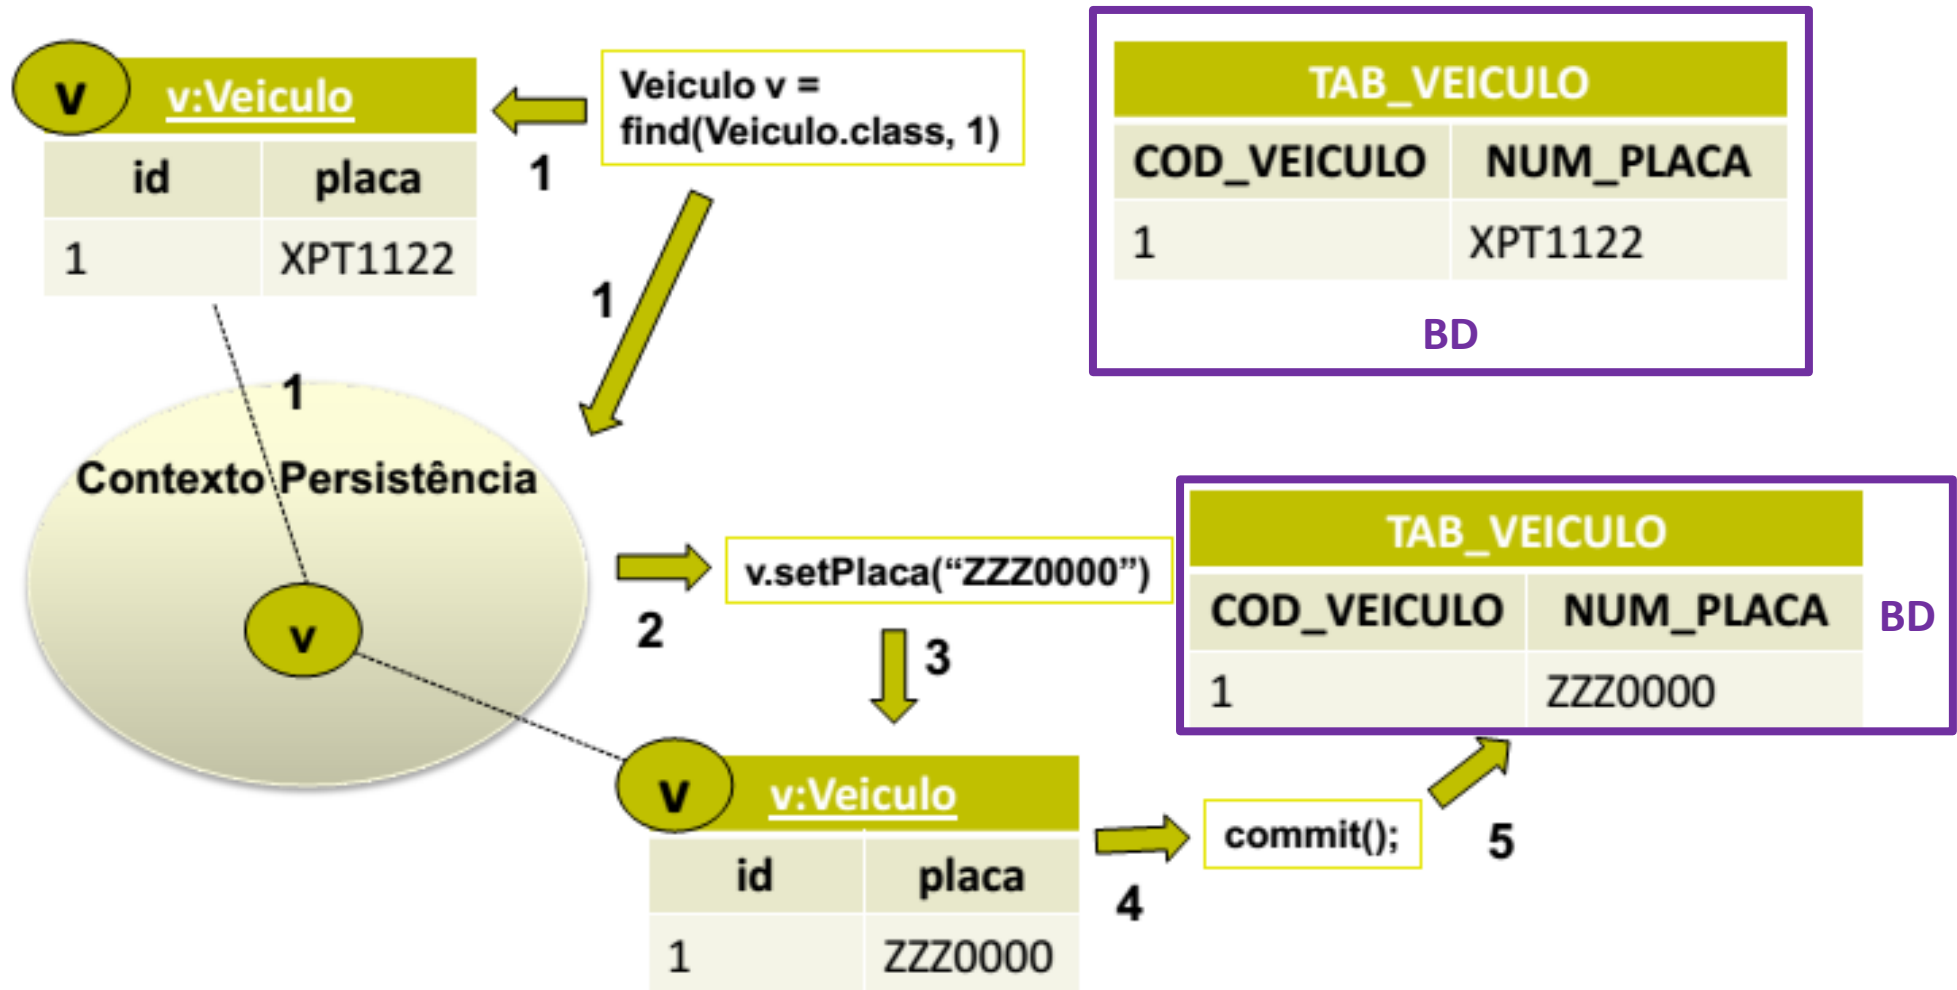 v
v:Veiculo
id placa
1 XPT1122
1
Veiculo v =
find(Veiculo.class, 1)
TAB_VEICULO
COD_VEICULO NUM_PLACA
1 XPT1122
BD
1
1
Contexto Persistência
v
2
v.setPlaca(“ZZZ0000”)
3
TAB_VEICULO
COD_VEICULO NUM_PLACA
1 ZZZ0000
BD
v
v:Veiculo
id placa
1 ZZZ0000
4
commit();
5